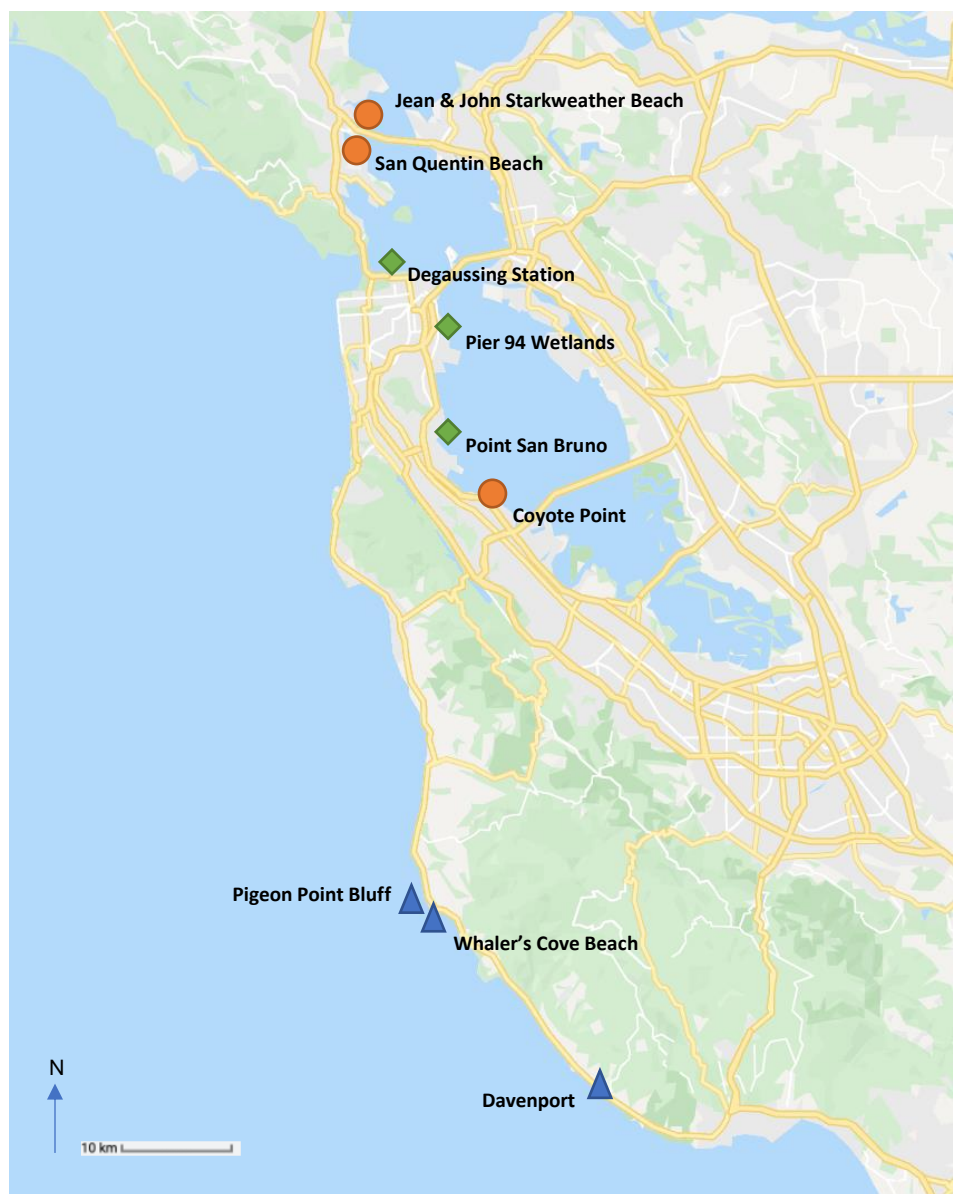 Jean & John Starkweather Beach
San Quentin Beach
Degaussing Station
Pier 94 Wetlands
Point San Bruno
Coyote Point
Pigeon Point Bluff
Whaler’s Cove Beach
N
Davenport
10 km